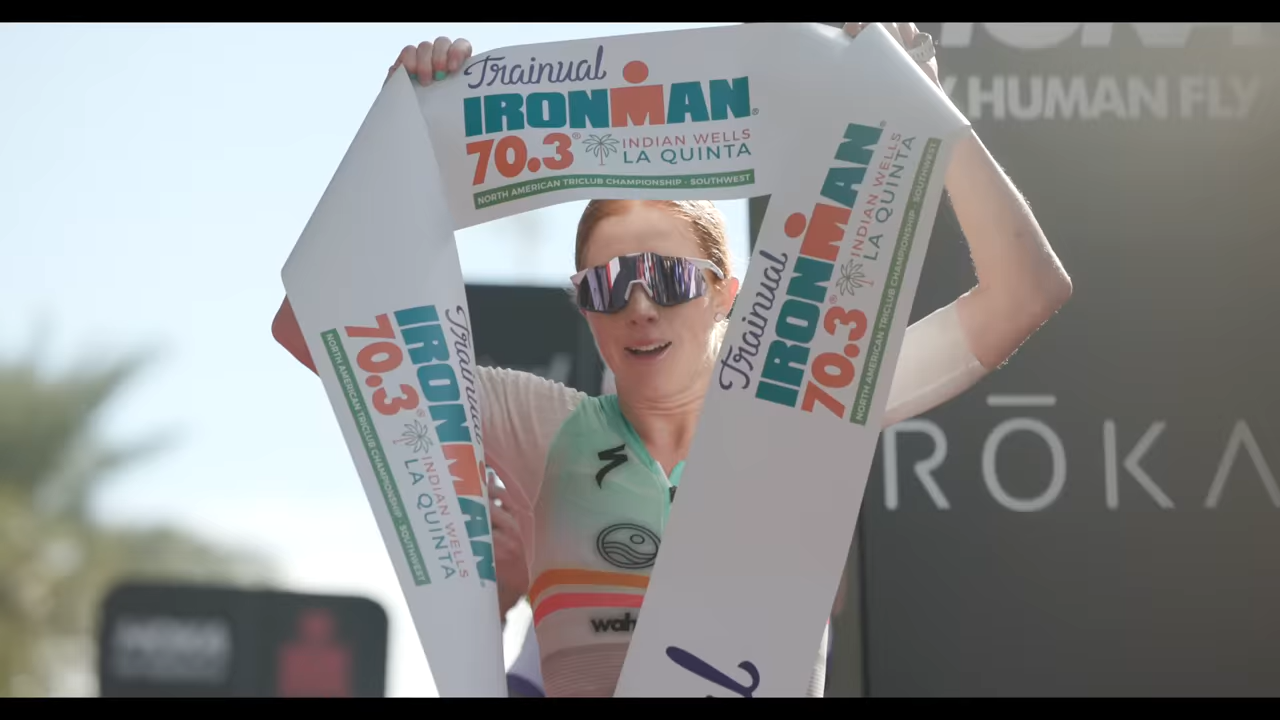 Trainual
IRONMAN®
70.3®
INDIAN WELLS
LA QUINTA
NORTH AMERICAN TRICLUB CHAMPIONSHIP - SOUTHWEST
HUMAN FLY
Trainual
IRONMAN®
70.3®
INDIAN WELLS
LA QUINTA
NORTH AMERICAN TRICLUB CHAMPIONSHIP - SOUTHWEST
Trainual
IRONMAN®
70.3®
INDIAN WELLS
LA QUINTA
NORTH AMERICAN TRICLUB CHAMPIONSHIP - SOUTHWEST
RŌKA
wah
HOKA